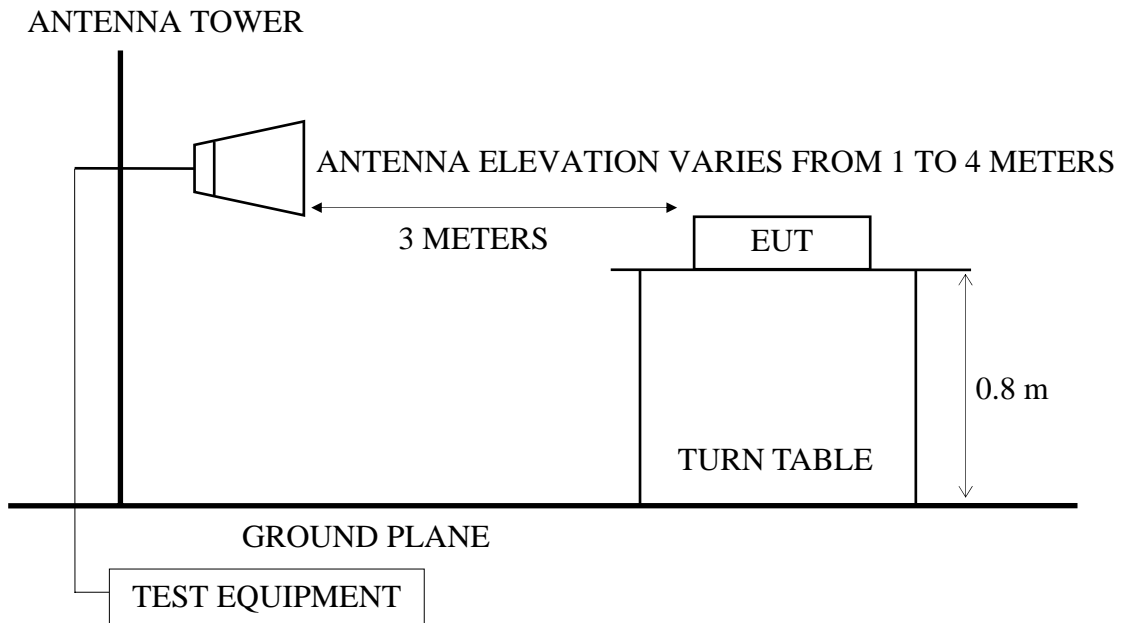 ANTENNA TOWER
ANTENNA ELEVATION VARIES FROM 1 TO 4 METERS
3 METERS
EUT
0.8 m
TURN TABLE
GROUND PLANE
TEST EQUIPMENT